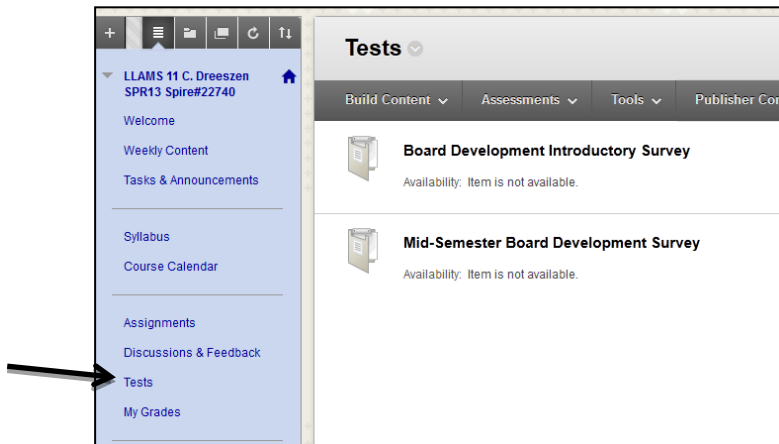 LLAMS 11 C. Dreeszen
SPR13 Spire#22740
Welcome
Weekly Content
Tasks & Announcements
Syllabus
Course Calendar
Assignments
Discussions & Feedback
Tests
My Grades
Tests
Build Content Assessments Tools Publisher
Board Development Introductory Survey
Availability: Item is not available.
Mid-Semester Board Development Survey
Availability: Item is not available.